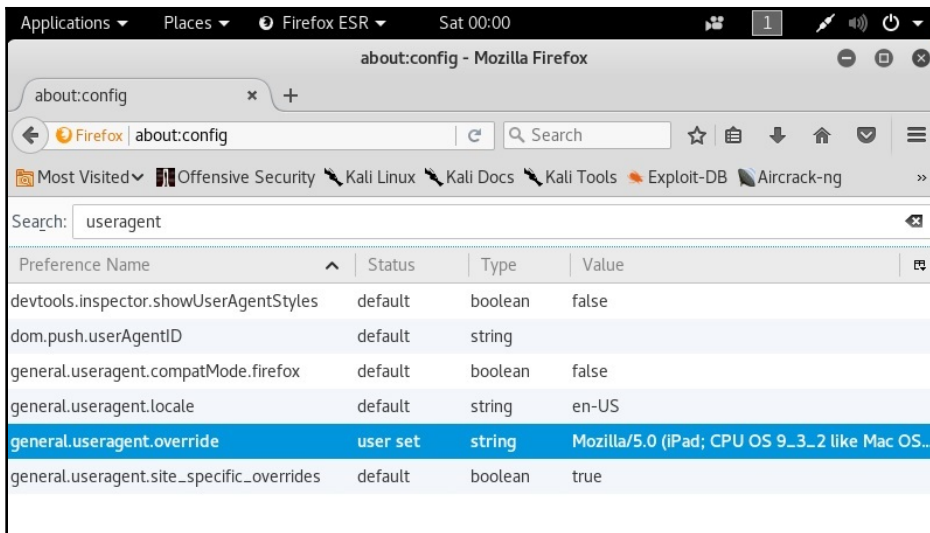 Applications Places Firefox ESR Sat 00:00 1
about:config - Mozilla Firefox
about:config
Firefox about:config Search
Most Visited Offensive Security Kali Linux Kali Docs Kali Tools Exploit-DB Aircrack-ng »
Search: useragent
Preference Name Status Type Value
devtools.inspector.showUserAgentStyles default boolean false
dom.push.userAgentID default string
general.useragent.compatMode.firefox default boolean false
general.useragent.locale default string en-US
general.useragent.override user set string Mozilla/5.0 (iPad; CPU OS 9_3_2 like Mac OS...
general.useragent.site_specific_overrides default boolean true